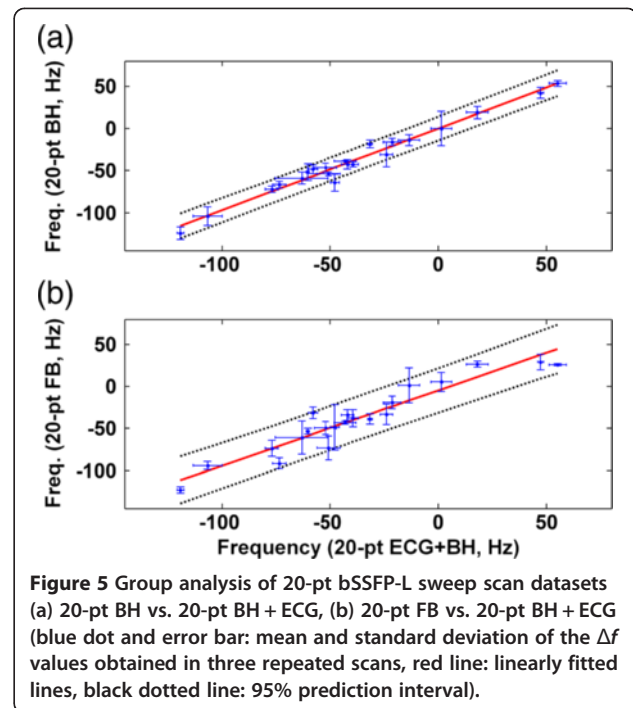 (a)
Freq. (20-pt BH, Hz)
50
0
-50
-100
-100
-50
0
50
(b)
Freq. (20-pt FB, Hz)
50
0
-50
-100
-100
-50
0
50
Frequency (20-pt ECG+BH, Hz)
Figure 5 Group analysis of 20-pt bSSFP-L sweep scan datasets
(a) 20-pt BH vs. 20-pt BH + ECG, (b) 20-pt FB vs. 20-pt BH + ECG
(blue dot and error bar: mean and standard deviation of the Δf
values obtained in three repeated scans, red line: linearly fitted
lines, black dotted line: 95% prediction interval).